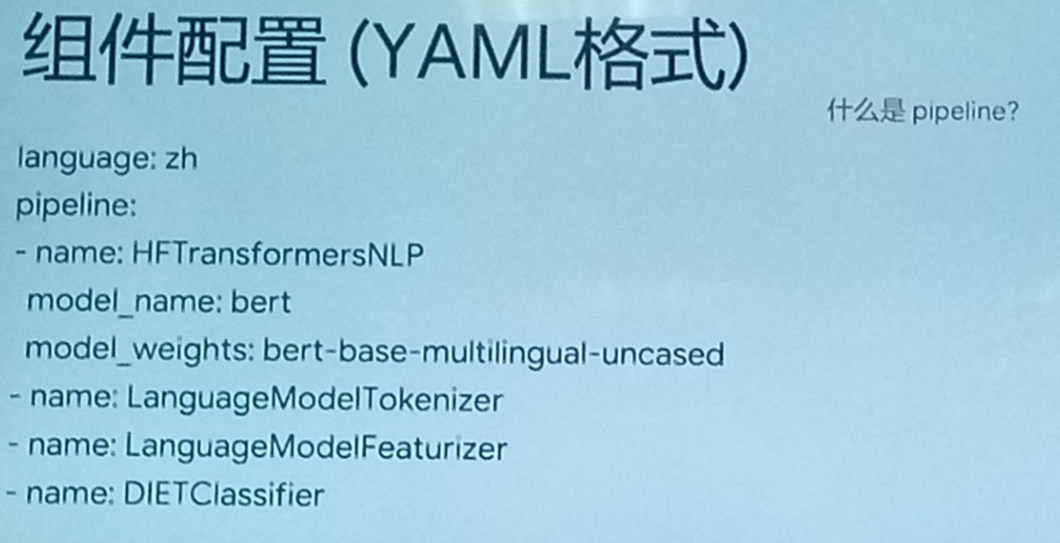 组件配置 (YAML格式)
什么是 pipeline?
language: zh
pipeline:
- name: HFTransformersNLP
model_name: bert
model_weights: bert-base-multilingual-uncased
- name: LanguageModelTokenizer
- name: LanguageModelFeaturizer
- name: DIETClassifier